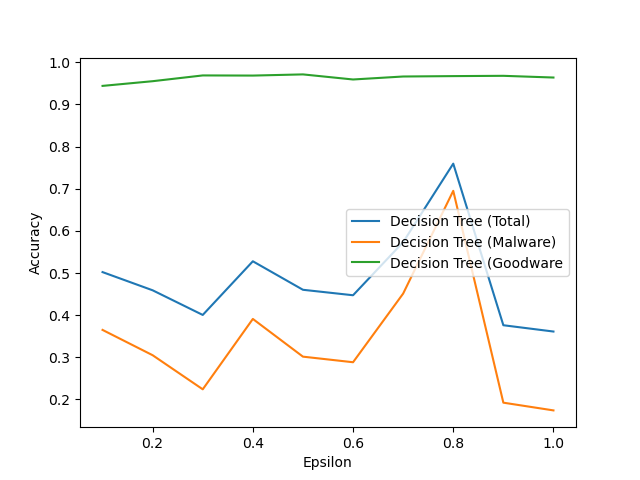 1.0
0.9
0.8
0.7
0.6
0.5
0.4
0.3
0.2
Accuracy
Decision Tree (Total)
Decision Tree (Malware)
Decision Tree (Goodware
0.2 0.4 0.6 0.8 1.0
Epsilon